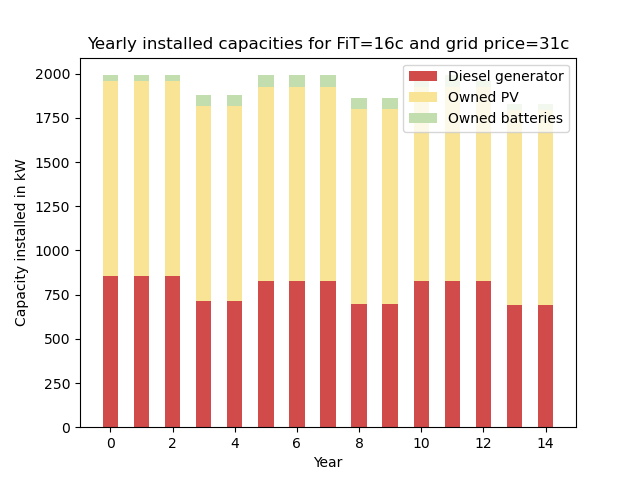 Yearly installed capacities for FiT=16c and grid price=31c
Diesel generator
Owned PV
Owned batteries
Capacity installed in kW
2000
1750
1500
1250
1000
750
500
250
0
0 2 4 6 8 10 12 14
Year